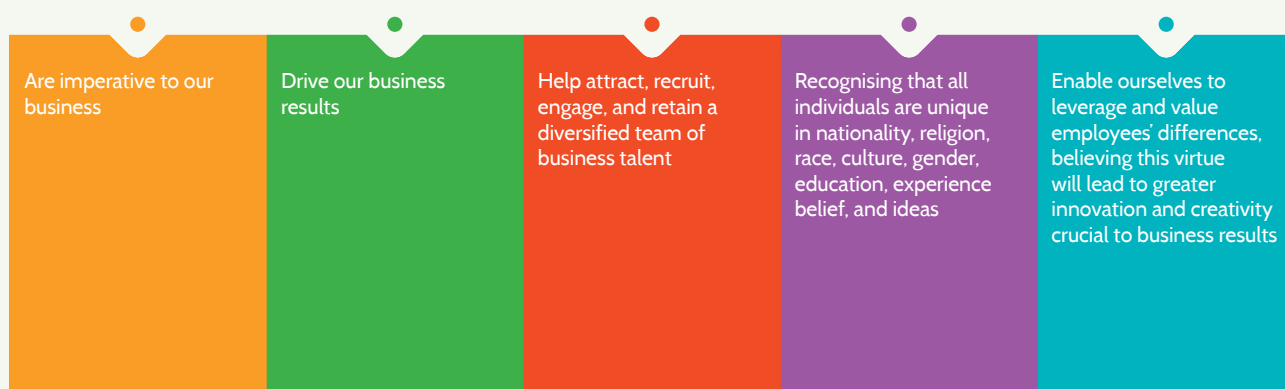 Are imperative to our
business
Drive our business
results
Help attract, recruit,
engage, and retain a
diversified team of
business talent
Recognising that all
individuals are unique
in nationality, religion,
race, culture, gender,
education, experience
belief, and ideas
Enable ourselves to
leverage and value
employees’ differences,
believing this virtue
will lead to greater
innovation and creativity
crucial to business results